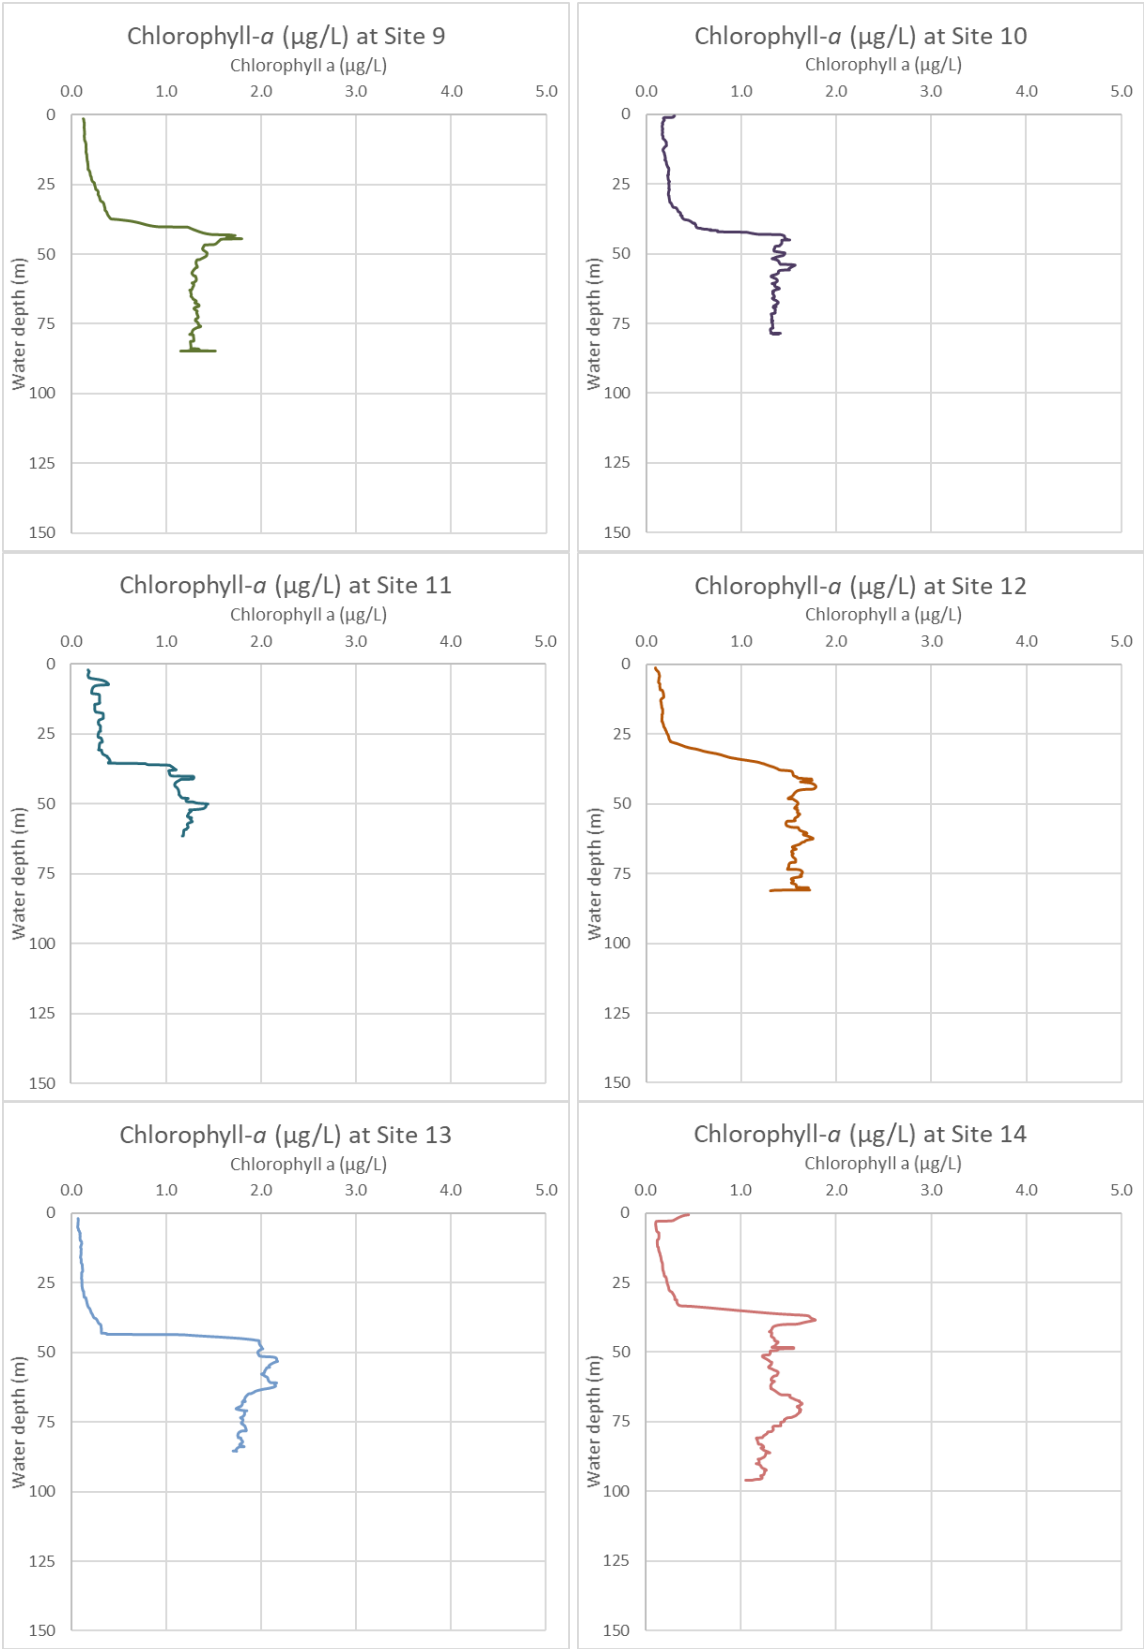 Chlorophyll-a (µg/L) at Site 9
Chlorophyll a (µg/L)
0.0 1.0 2.0 3.0 4.0 5.0
0
25
50
75
100
125
150
Water depth (m)
Chlorophyll-a (µg/L) at Site 10
Chlorophyll a (µg/L)
0.0 1.0 2.0 3.0 4.0 5.0
0
25
50
75
100
125
150
Water depth (m)
Chlorophyll-a (µg/L) at Site 11
Chlorophyll a (µg/L)
0.0 1.0 2.0 3.0 4.0 5.0
0
25
50
75
100
125
150
Water depth (m)
Chlorophyll-a (µg/L) at Site 12
Chlorophyll a (µg/L)
0.0 1.0 2.0 3.0 4.0 5.0
0
25
50
75
100
125
150
Water depth (m)
Chlorophyll-a (µg/L) at Site 13
Chlorophyll a (µg/L)
0.0 1.0 2.0 3.0 4.0 5.0
0
25
50
75
100
125
150
Water depth (m)
Chlorophyll-a (µg/L) at Site 14
Chlorophyll a (µg/L)
0.0 1.0 2.0 3.0 4.0 5.0
0
25
50
75
100
125
150
Water depth (m)